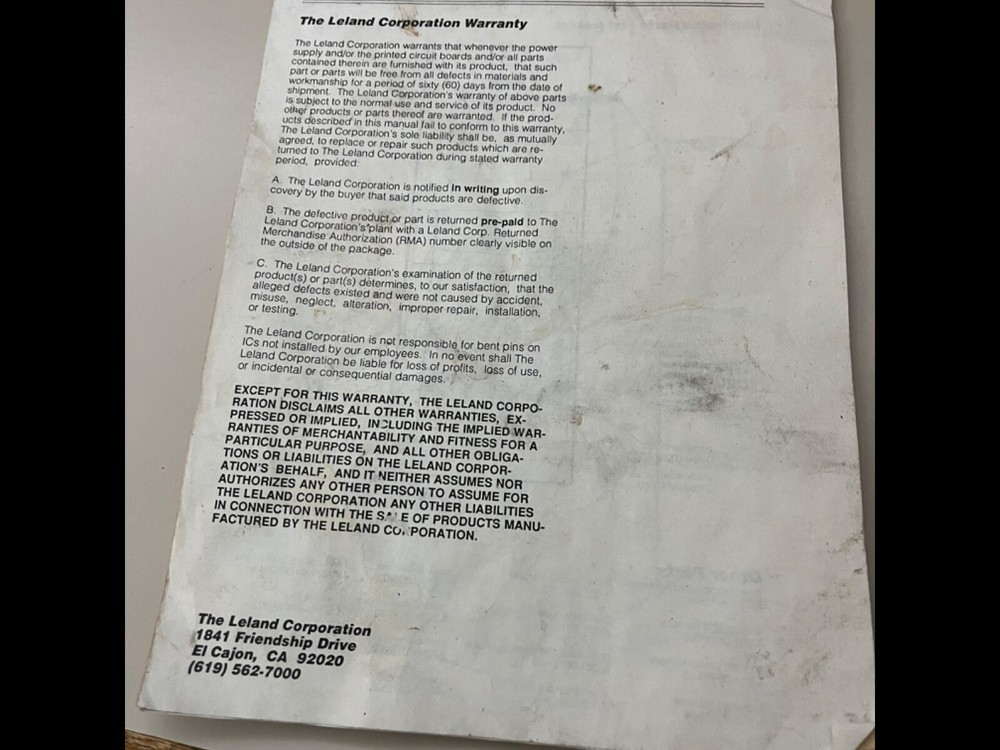 The Leland Corporation Warranty
The Leland Corporation warrants that whenever the power
supply and/or the printed circuit boards and/or all parts
contained therein are furnished with its product, that such
part or parts will be free from all defects in materials and
workmanship for a period of sixty (60) days from the date of
shipment. The Leland Corporation's warranty of above parts
is subject to the normal use and service of its product. No
other products or parts thereof are warranted. If the prod-
ucts described in this manual fail to conform to this warranty,
The Leland Corporation's sole liability shall be, as mutually
agreed, to replace or repair such products which are re-
turned to The Leland Corporation during stated warranty
period, provided:
A. The Leland Corporation is notified in writing upon dis-
covery by the buyer that said products are defective.
B. The defective product or part is returned pre-paid to The
Leland Corporation's plant with a Leland Corp. Returned
Merchandise Authorization (RMA) number clearly visible on
the outside of the package.
C. The Leland Corporation's examination of the returned
product(s) or part(s) determines, to our satisfaction, that the
alleged defects existed and were not caused by accident,
misuse, neglect, alteration, improper repair, installation,
or testing.
The Leland Corporation is not responsible for bent pins on
ICs not installed by our employees. In no event shall The
Leland Corporation be liable for loss of profits, loss of use,
or incidental or consequential damages.
EXCEPT FOR THIS WARRANTY, THE LELAND CORPO-
RATION DISCLAIMS ALL OTHER WARRANTIES, EX-
PRESSED OR IMPLIED, INCLUDING THE IMPLIED WAR-
RANTIES OF MERCHANTABILITY AND FITNESS FOR A
PARTICULAR PURPOSE, AND ALL OTHER OBLIGA-
TIONS OR LIABILITIES ON THE LELAND CORPOR-
ATION'S BEHALF, AND IT NEITHER ASSUMES NOR
AUTHORIZES ANY OTHER PERSON TO ASSUME FOR
THE LELAND CORPORATION ANY OTHER LIABILITIES
IN CONNECTION WITH THE SALE OF PRODUCTS MANU-
FACTURED BY THE LELAND CORPORATION.
The Leland Corporation
1841 Friendship Drive
El Cajon, CA 92020
(619) 562-7000